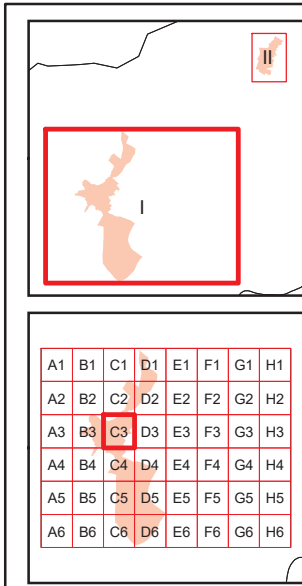 II
I
A1 B1 C1 D1 E1 F1 G1 H1
A2 B2 C2 D2 E2 F2 G2 H2
A3 B3 C3 D3 E3 F3 G3 H3
A4 B4 C4 D4 E4 F4 G4 H4
A5 B5 C5 D5 E5 F5 G5 H5
A6 B6 C6 D6 E6 F6 G6 H6